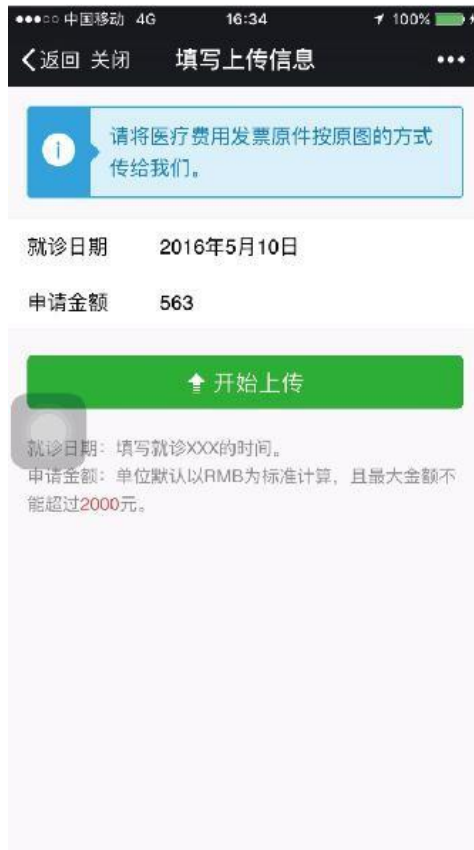 中国移动 4G 16:34 100%
返回 关闭 填写上传信息
请将医疗费用发票原件按原图的方式
传给我们。
就诊日期 2016年5月10日
申请金额 563
开始上传
就诊日期：填写就诊XXX的时间。
申请金额：单位默认以RMB为标准计算，且最大金额不
能超过2000元。